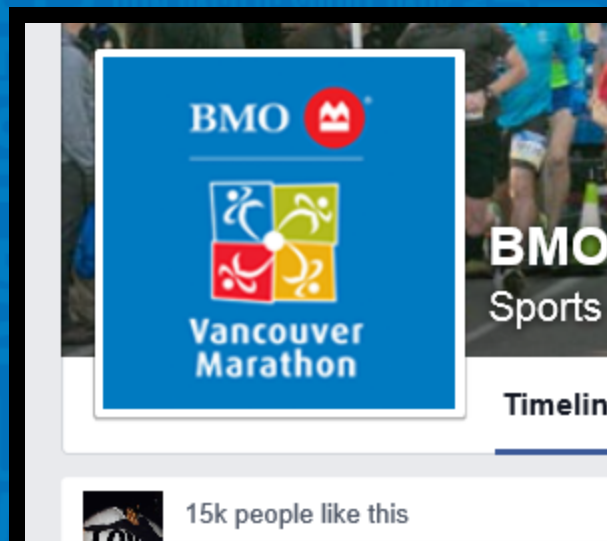 BMO
Vancouver
Marathon
BMO
Sports
Timelin
15k people like this